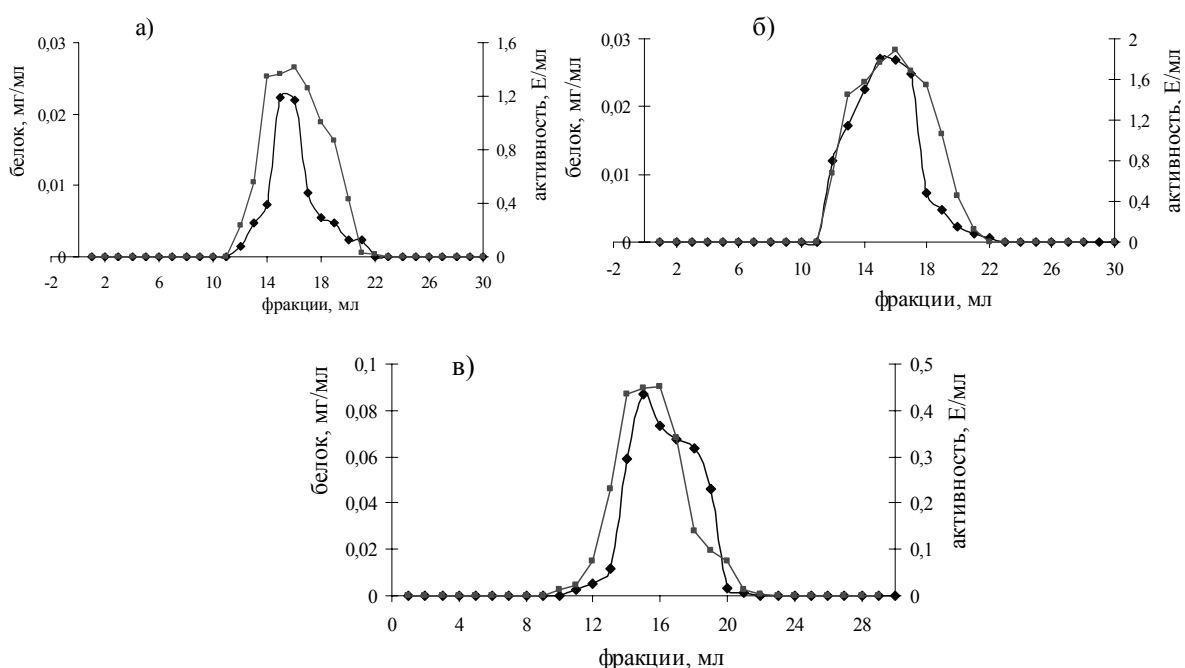 а)
0,03
0,02
0,01
0
белок, мг/мл
1,6
1,2
0,8
0,4
0
активность, Е/мл
-2 2 6 10 14 18 22 26 30
фракции, мл
б)
0,03
0,02
0,01
0
белок, мг/мл
2
1,6
1,2
0,8
0,4
0
активность, Е/мл
-2 2 6 10 14 18 22 26 30
фракции, мл
в)
0,1
0,08
0,06
0,04
0,02
0
белок, мг/мл
0,5
0,4
0,3
0,2
0,1
0
активность, Е/мл
0 4 8 12 16 20 24 28
фракции, мл